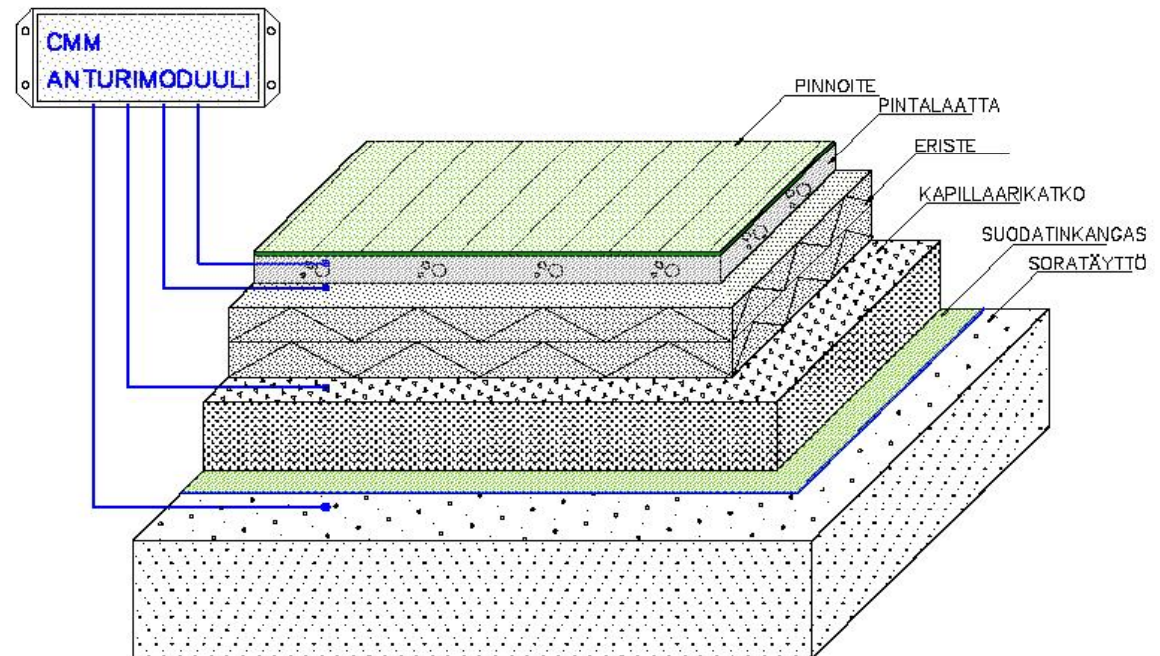 CMM
ANTURIMODUULI
PINNOITE
PINTALAATTA
ERISTE
KAPILLAARIKATKO
SUODATINKANGAS
SORATÄYTTÖ